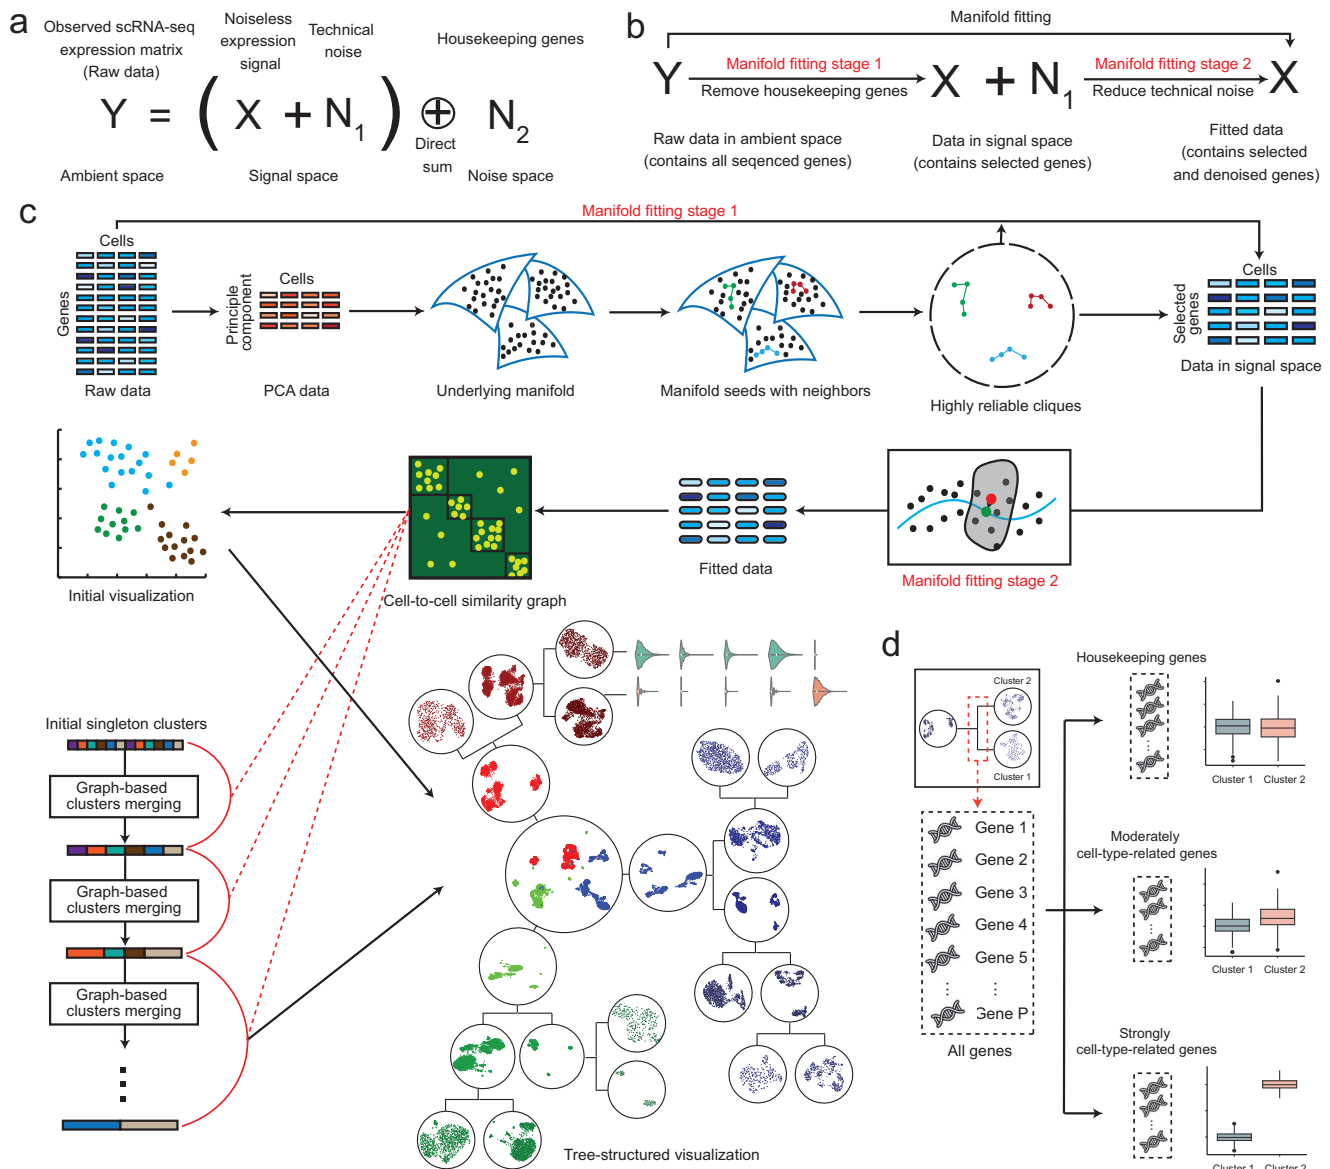 a
Observed scRNA-seq
expression matrix
(Raw data)
Noiseless
expression
signal
Technical
noise
Housekeeping genes
Y = ( X + N1 ) ⊕ N2
Direct
sum
Ambient space
Signal space
Noise space
b
Manifold fitting
Y
Manifold fitting stage 1
Remove housekeeping genes
X + N1
Manifold fitting stage 2
Reduce technical noise
X
Raw data in ambient space
(contains all seqenced genes)
Data in signal space
(contains selected genes)
Fitted data
(contains selected
and denoised genes)
c
Manifold fitting stage 1
Cells
Genes
Raw data
Cells
Principle
component
PCA data
Underlying manifold
Manifold seeds with neighbors
Highly reliable cliques
Cells
Selected
genes
Data in signal space
Initial visualization
Cell-to-cell similarity graph
Fitted data
Manifold fitting stage 2
Initial singleton clusters
Graph-based
clusters merging
Graph-based
clusters merging
Graph-based
clusters merging
Tree-structured visualization
d
Cluster 2
Cluster 1
Gene 1
Gene 2
Gene 3
Gene 4
Gene 5
Gene P
All genes
Housekeeping genes
Cluster 1 Cluster 2
Moderately
cell-type-related genes
Cluster 1 Cluster 2
Strongly
cell-type-related genes
Cluster 1 Cluster 2